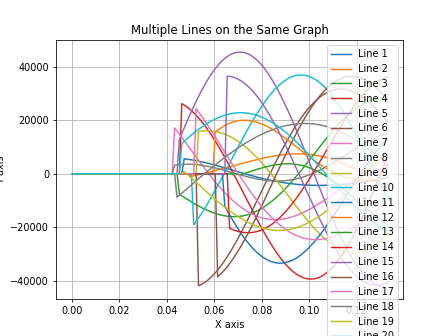 Multiple Lines on the Same Graph
40000
20000
0
−20000
−40000
0.00
0.02
0.04
0.06
0.08
0.10
X axis
Line 1
Line 2
Line 3
Line 4
Line 5
Line 6
Line 7
Line 8
Line 9
Line 10
Line 11
Line 12
Line 13
Line 14
Line 15
Line 16
Line 17
Line 18
Line 19
Line 20